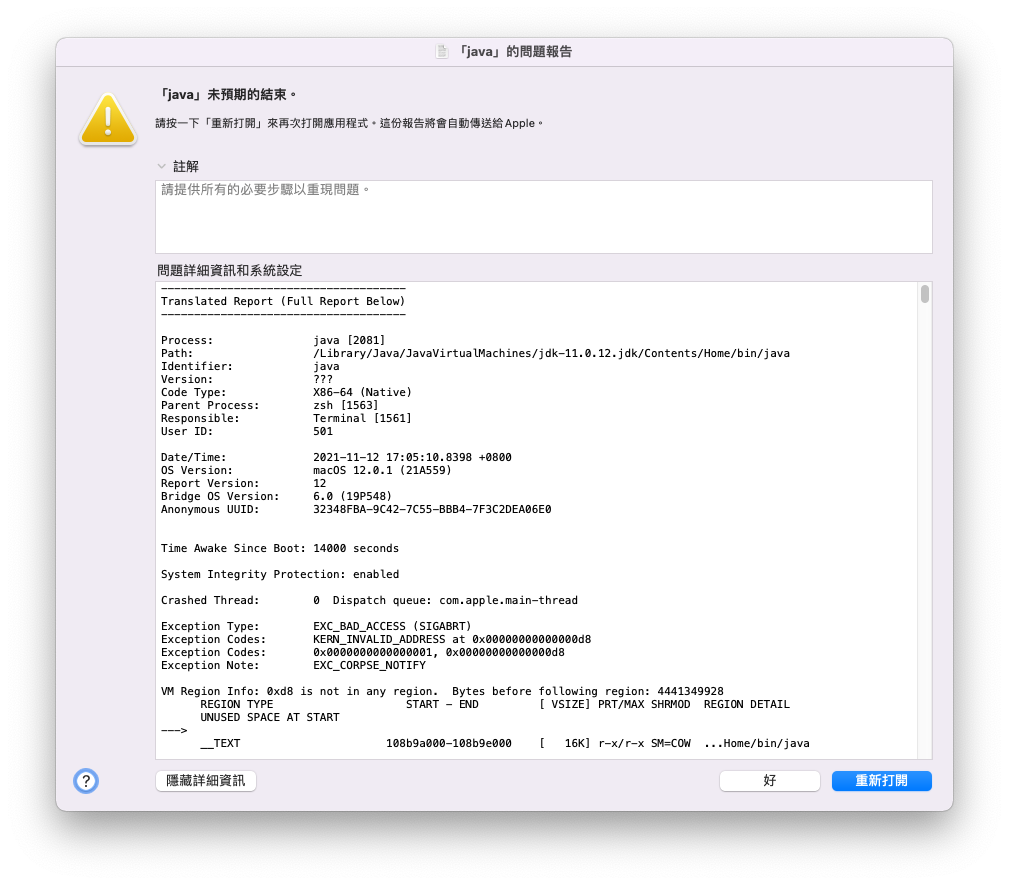 「java」的問題報告
「java」未預期的結束。
請按一下「重新打開」來再次打開應用程式。這份報告將會自動傳送給 Apple。
註解
請提供所有的必要步驟以重現問題。
問題詳細資訊和系統設定
-------------------------------------
Translated Report (Full Report Below)
-------------------------------------
Process:               java [2081]
Path:                  /Library/Java/JavaVirtualMachines/jdk-11.0.12.jdk/Contents/Home/bin/java
Identifier:            java
Version:               ???
Code Type:             X86-64 (Native)
Parent Process:        zsh [1563]
Responsible:           Terminal [1561]
User ID:               501
Date/Time:             2021-11-12 17:05:10.8398 +0800
OS Version:            macOS 12.0.1 (21A559)
Report Version:        12
Bridge OS Version:     6.0 (19P548)
Anonymous UUID:        32348FBA-9C42-7C55-BBB4-7F3C2DEA06E0
Time Awake Since Boot: 14000 seconds
System Integrity Protection: enabled
Crashed Thread:        0  Dispatch queue: com.apple.main-thread
Exception Type:        EXC_BAD_ACCESS (SIGABRT)
Exception Codes:       KERN_INVALID_ADDRESS at 0x00000000000000d8
Exception Codes:       0x0000000000000001, 0x00000000000000d8
Exception Note:        EXC_CORPSE_NOTIFY
VM Region Info: 0xd8 is not in any region.  Bytes before following region: 4441349928
      REGION TYPE                    START - END         [ VSIZE] PRT/MAX SHRMOD  REGION DETAIL
      UNUSED SPACE AT START
--->
      __TEXT                      108b9a000-108b9e000    [   16K] r-x/r-x SM=COW  ...Home/bin/java
?
隱藏詳細資訊
好
重新打開